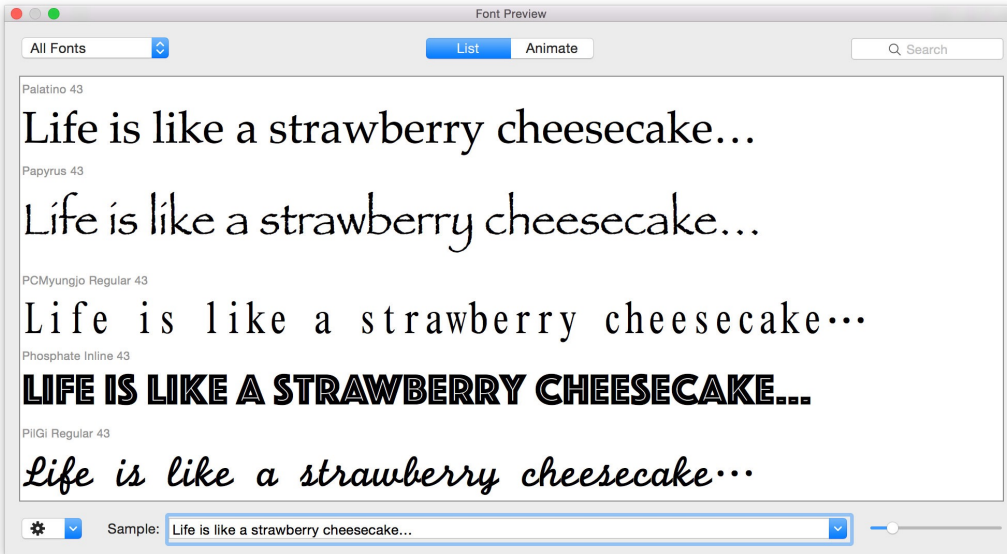 Font Preview
All Fonts
List
Animate
Search
Palatino 43
Life is like a strawberry cheesecake...
Papyrus 43
Life is like a strawberry cheesecake...
PCMyungjo Regular 43
Life is like a strawberry cheesecake···
Phosphate Inline 43
LIFE IS LIKE A STRAWBERRY CHEESECAKE...
PilGi Regular 43
Life is like a strawberry cheesecake···
Sample: Life is like a strawberry cheesecake...